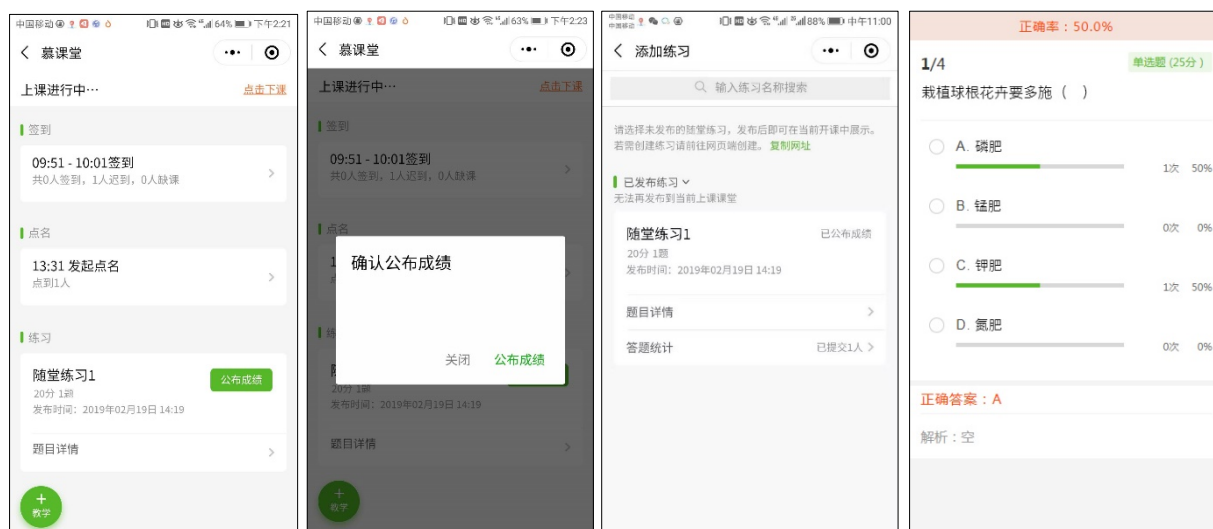 中国移动 64% 下午2:21
慕课堂
上课进行中…
点击下课
签到
09:51 - 10:01签到
共0人签到，1人迟到，0人缺课
点名
13:31 发起点名
点到1人
练习
随堂练习1
公布成绩
20分 1题
发布时间：2019年02月19日 14:19
题目详情
+
教学
中国移动 63% 下午2:23
慕课堂
上课进行中…
点击下课
签到
09:51 - 10:01签到
共0人签到，1人迟到，0人缺课
点名
确认公布成绩
关闭
公布成绩
20分 1题
发布时间：2019年02月19日 14:19
题目详情
+
教学
中国移动
中国移动
88% 中午11:00
添加练习
输入练习名称搜索
请选择未发布的随堂练习，发布后即可在当前开课中展示。
若需创建练习请前往网页端创建。 复制网址
已发布练习
无法再发布到当前上课课堂
随堂练习1
已公布成绩
20分 1题
发布时间：2019年02月19日 14:19
题目详情
答题统计
已提交1人
正确率：50.0%
1/4
单选题 (25分)
栽植球根花卉要多施（ ）
A. 磷肥
1次 50%
B. 锰肥
0次 0%
C. 钾肥
1次 50%
D. 氮肥
0次 0%
正确答案：A
解析：空